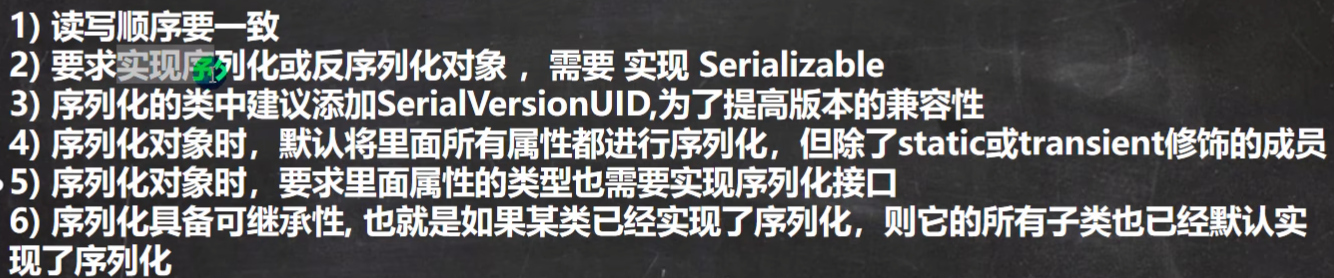 1) 读写顺序要一致
2) 要求实现序列化或反序列化对象 ，需要 实现 Serializable
3) 序列化的类中建议添加SerialVersionUID,为了提高版本的兼容性
4) 序列化对象时，默认将里面所有属性都进行序列化，但除了static或transient修饰的成员
5) 序列化对象时，要求里面属性的类型也需要实现序列化接口
6) 序列化具备可继承性, 也就是如果某类已经实现了序列化，则它的所有子类也已经默认实
现了序列化